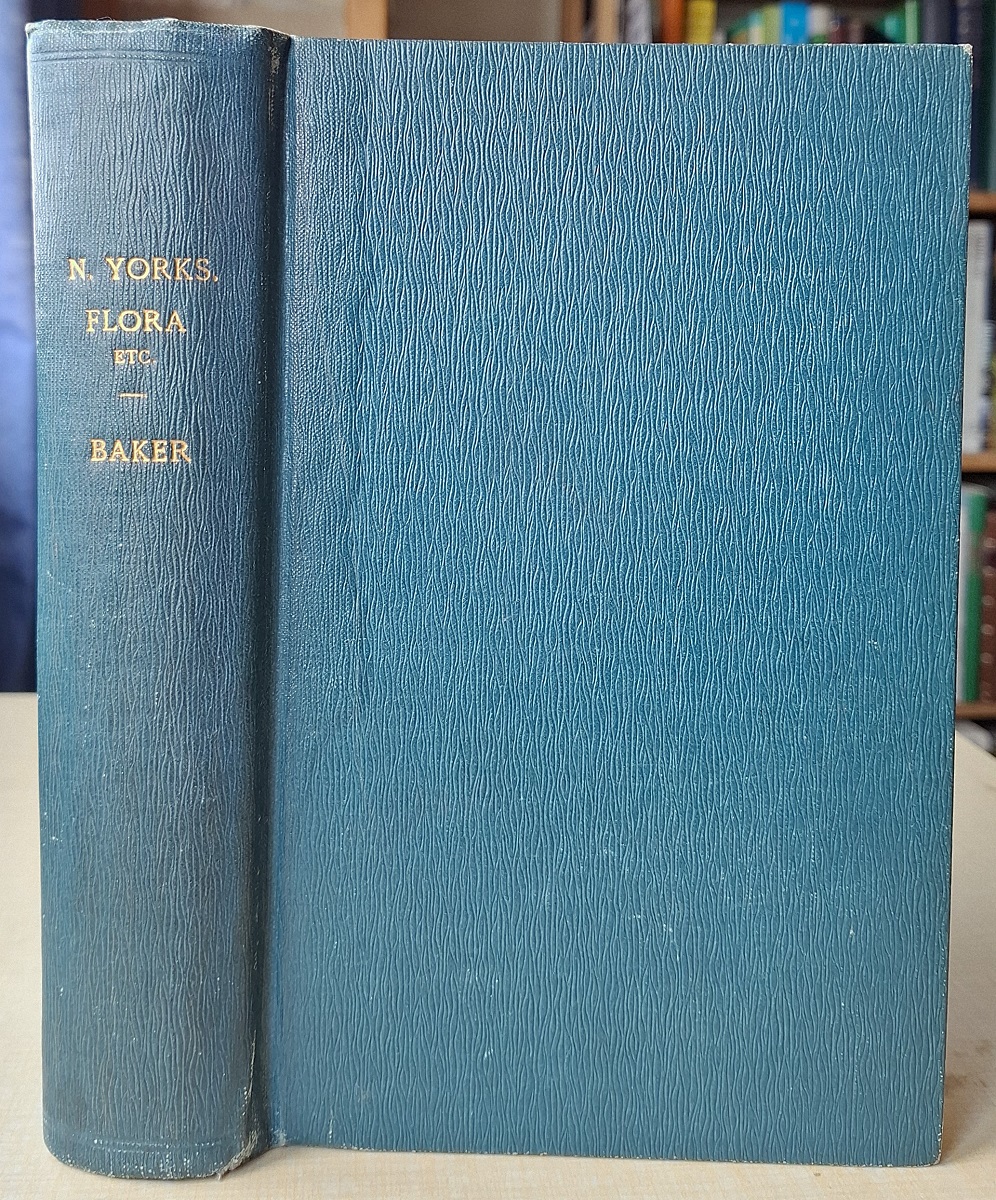 N. YORKS.
FLORA
ETC.
—
BAKER